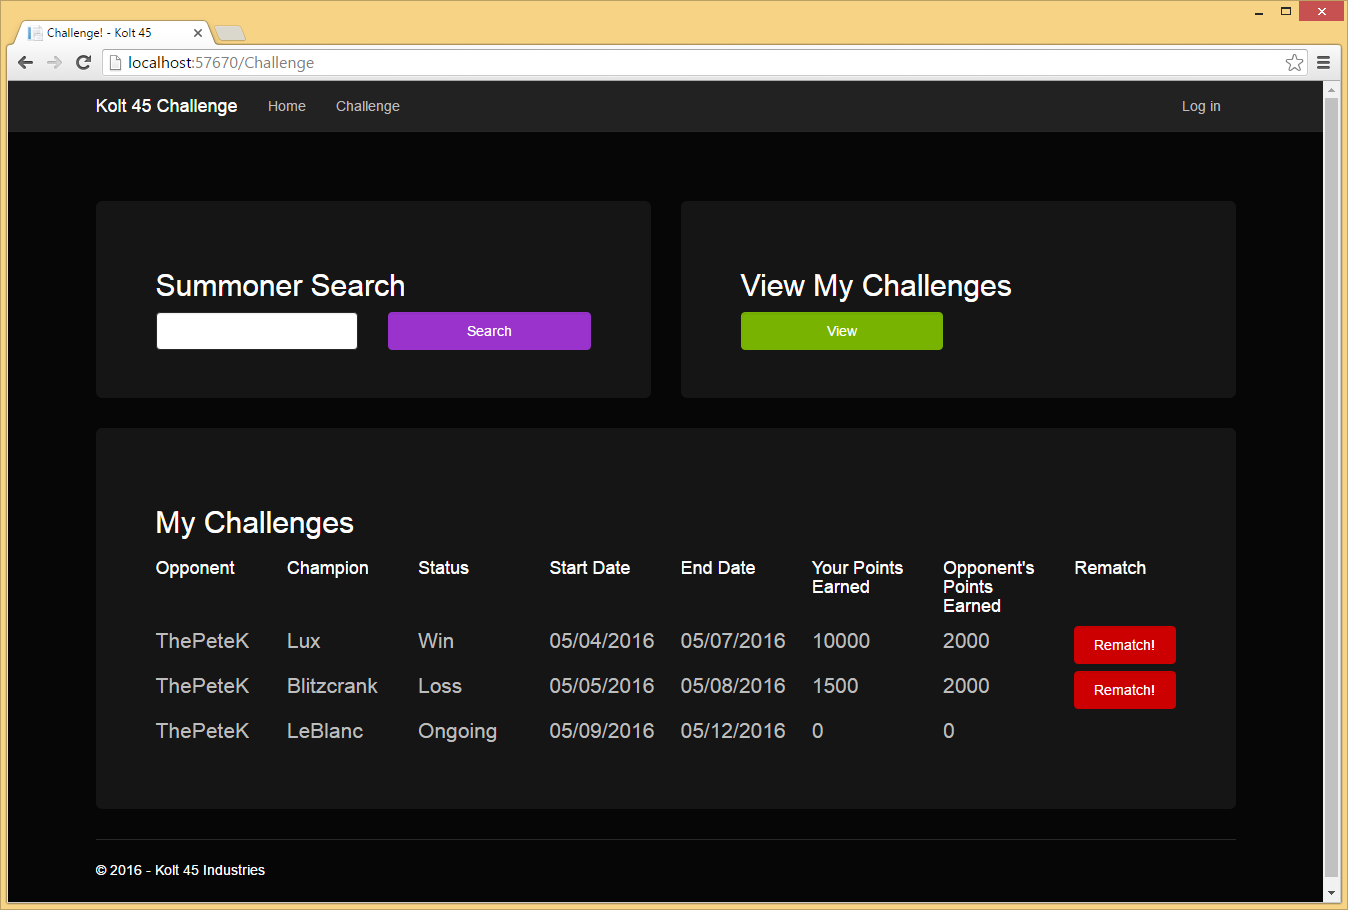 Challenge! - Kolt 45
localhost:57670/Challenge
Kolt 45 Challenge Home Challenge Log in
Summoner Search
Search
View My Challenges
View
My Challenges
Opponent Champion Status Start Date End Date Your Points Earned Opponent's Points Earned Rematch
ThePeteK Lux Win 05/04/2016 05/07/2016 10000 2000 Rematch!
ThePeteK Blitzcrank Loss 05/05/2016 05/08/2016 1500 2000 Rematch!
ThePeteK LeBlanc Ongoing 05/09/2016 05/12/2016 0 0
© 2016 - Kolt 45 Industries